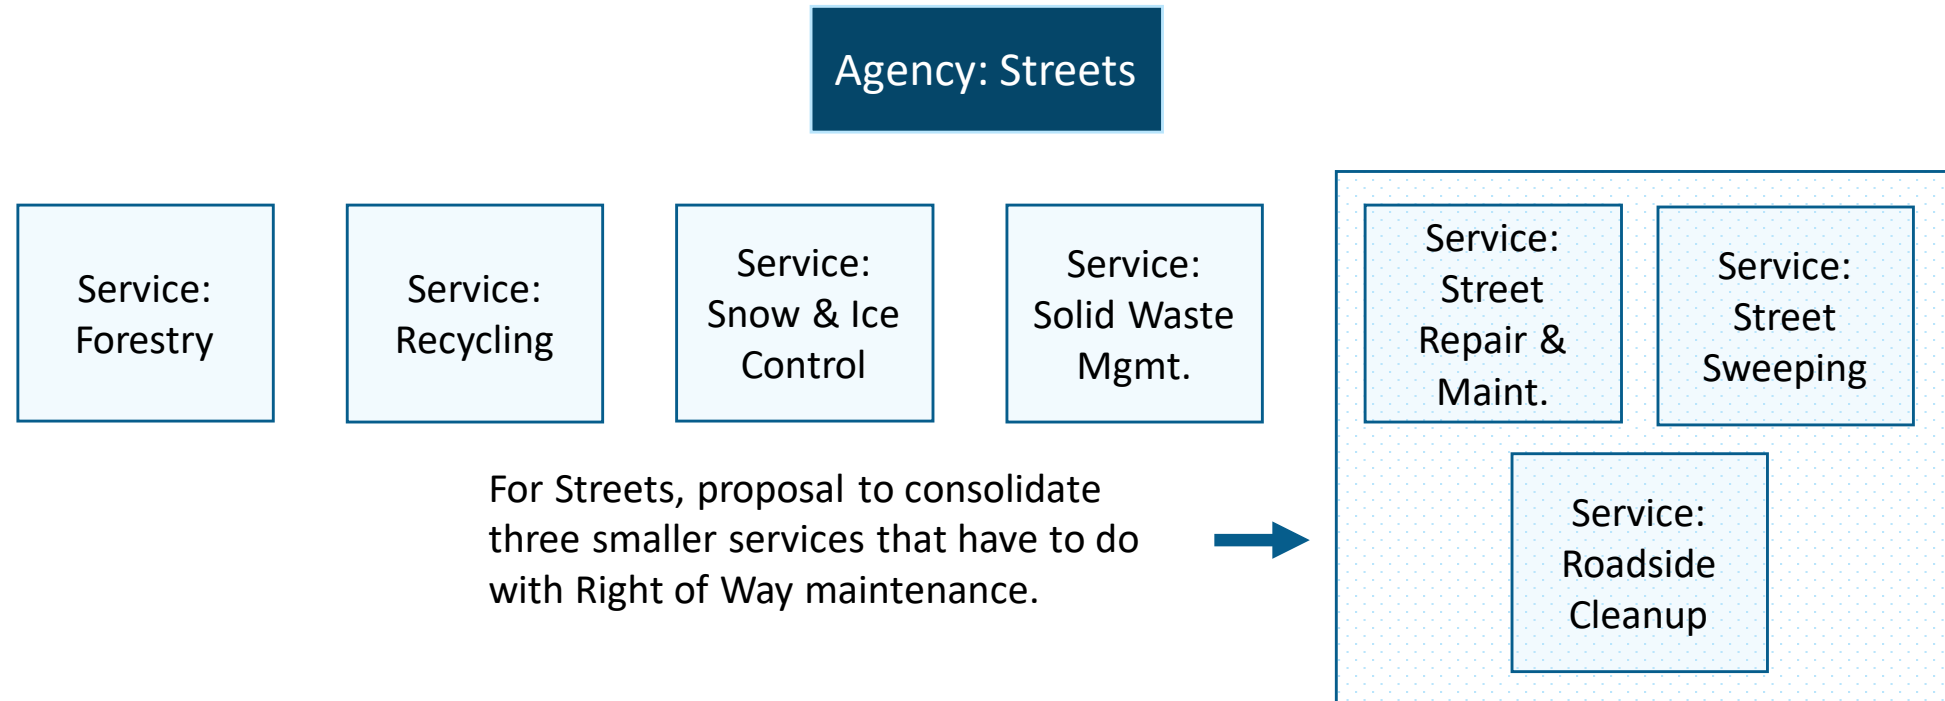 Agency: Streets
Service:
Forestry
Service:
Recycling
Service:
Snow & Ice
Control
Service:
Solid Waste
Mgmt.
Service:
Street
Repair &
Maint.
Service:
Street
Sweeping
For Streets, proposal to consolidate
three smaller services that have to do
with Right of Way maintenance.
Service:
Roadside
Cleanup